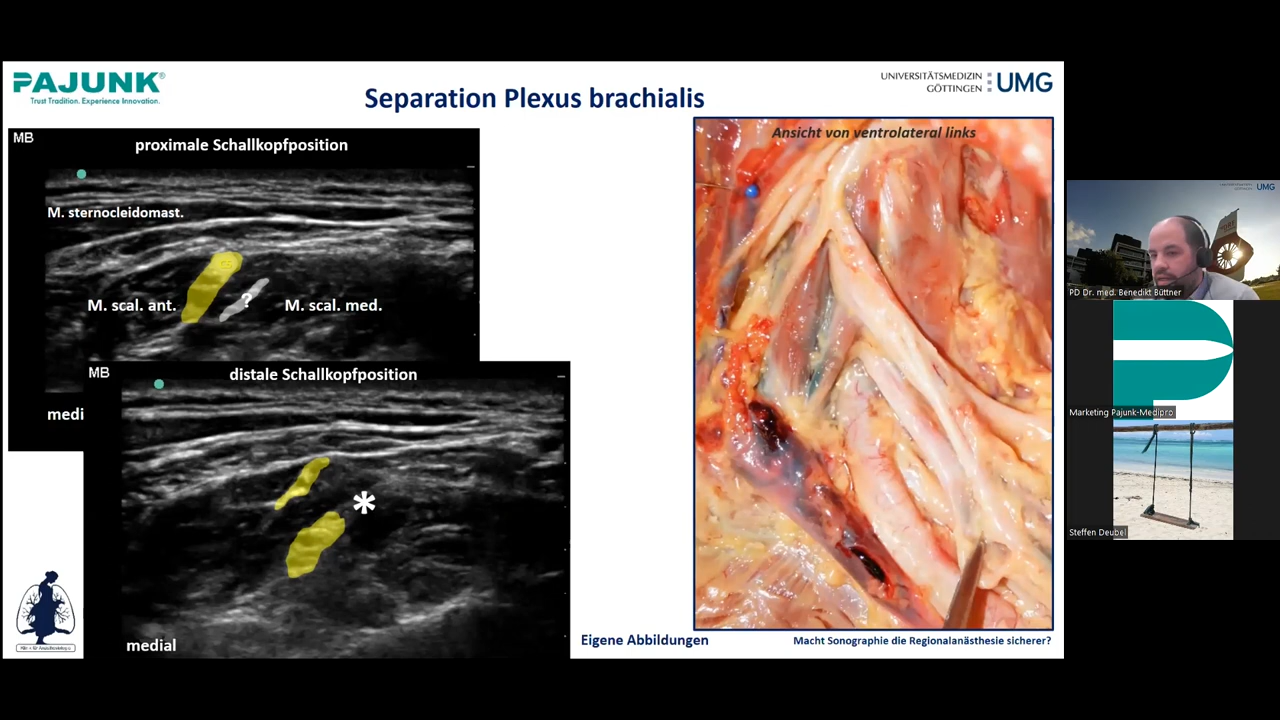 PAJUNK®
Trust Tradition. Experience Innovation.
Separation Plexus brachialis
UNIVERSITÄTSMEDIZIN
GÖTTINGEN
UMG
MB
proximale Schallkopfposition
M. sternocleidomast.
M. scal. ant.
?
M. scal. med.
medi
MB
distale Schallkopfposition
*
medial
Ansicht von ventrolateral links
Eigene Abbildungen
Macht Sonographie die Regionalanästhesie sicherer?
UMG
PD Dr. med. Benedikt Büttner
Marketing Pajunk-Medipro
Steffen Deubel